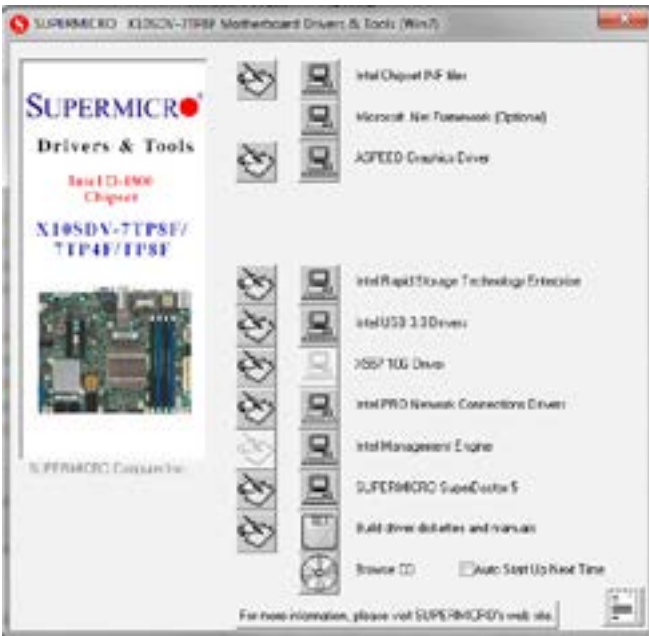 SUPERMICRO X10SDV-7TP8F Motherboard Drivers & Tools (Win7)
SUPERMICRO
Drivers & Tools
Intel D-1500
Chipset
X10SDV-7TP8F/
7TP4F/TP8F
SUPERMICRO Computer Inc.
Intel Chipset INF files
Microsoft .Net Framework (Optional)
ASPEED Graphics Driver
Intel Rapid Storage Technology Enterprise
Intel USB 3.0 Drivers
X557 10G Driver
Intel PRO Network Connections Drivers
Intel Management Engine
SUPERMICRO SuperDoctor 5
Build driver diskettes and manuals
Browse CD
Auto Start Up Next Time
For more information, please visit SUPERMICRO's web site.